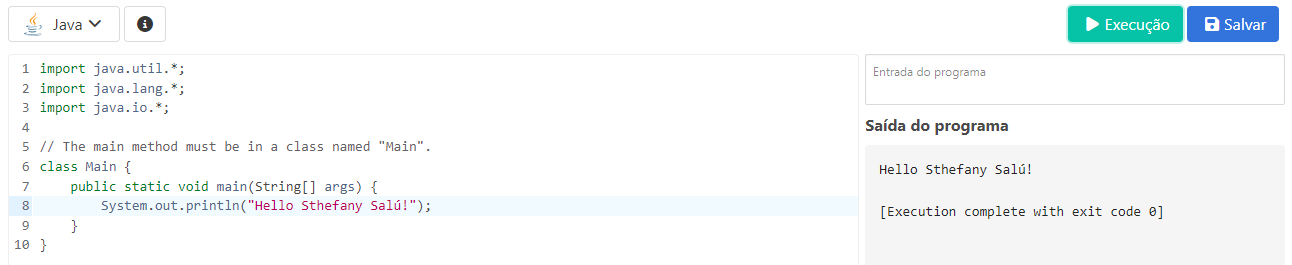 Java
Execução
Salvar
1 import java.util.*;
2 import java.lang.*;
3 import java.io.*;
4
5 // The main method must be in a class named "Main".
6 class Main {
7     public static void main(String[] args) {
8         System.out.println("Hello Sthefany Salú!");
9     }
10 }
Entrada do programa
Saída do programa
Hello Sthefany Salú!
[Execution complete with exit code 0]